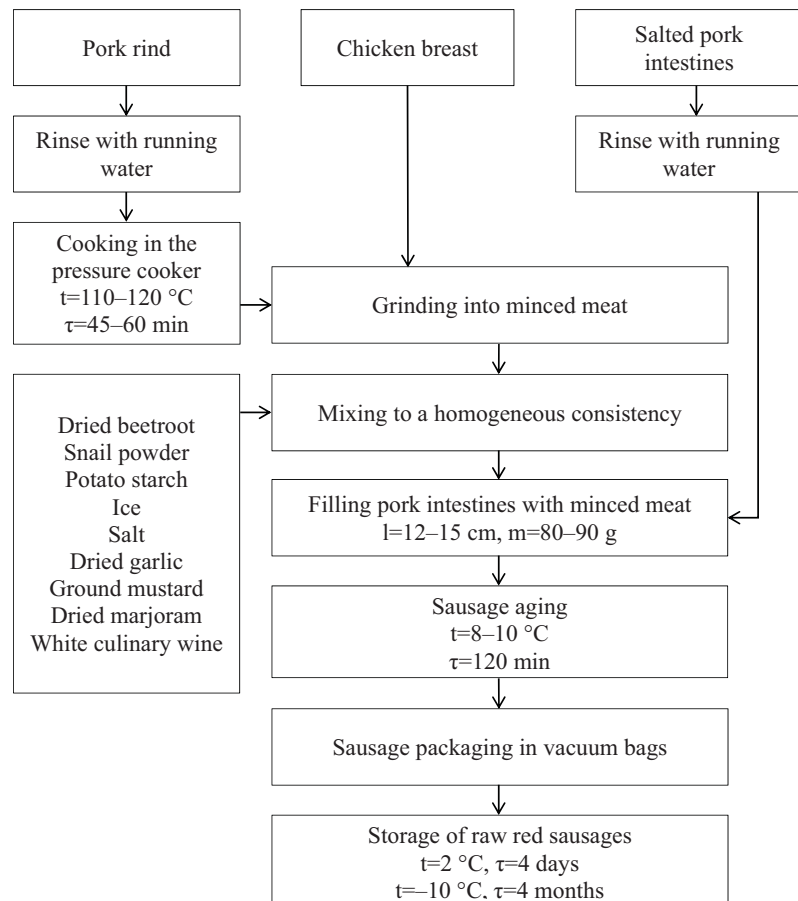 Pork rind
Chicken breast
Salted pork
intestines
Rinse with running
water
Rinse with running
water
Cooking in the
pressure cooker
t=110–120 °C
τ=45–60 min
Grinding into minced meat
Dried beetroot
Snail powder
Potato starch
Ice
Salt
Dried garlic
Ground mustard
Dried marjoram
White culinary wine
Mixing to a homogeneous consistency
Filling pork intestines with minced meat
l=12–15 cm, m=80–90 g
Sausage aging
t=8–10 °C
τ=120 min
Sausage packaging in vacuum bags
Storage of raw red sausages
t=2 °C, τ=4 days
t=–10 °C, τ=4 months